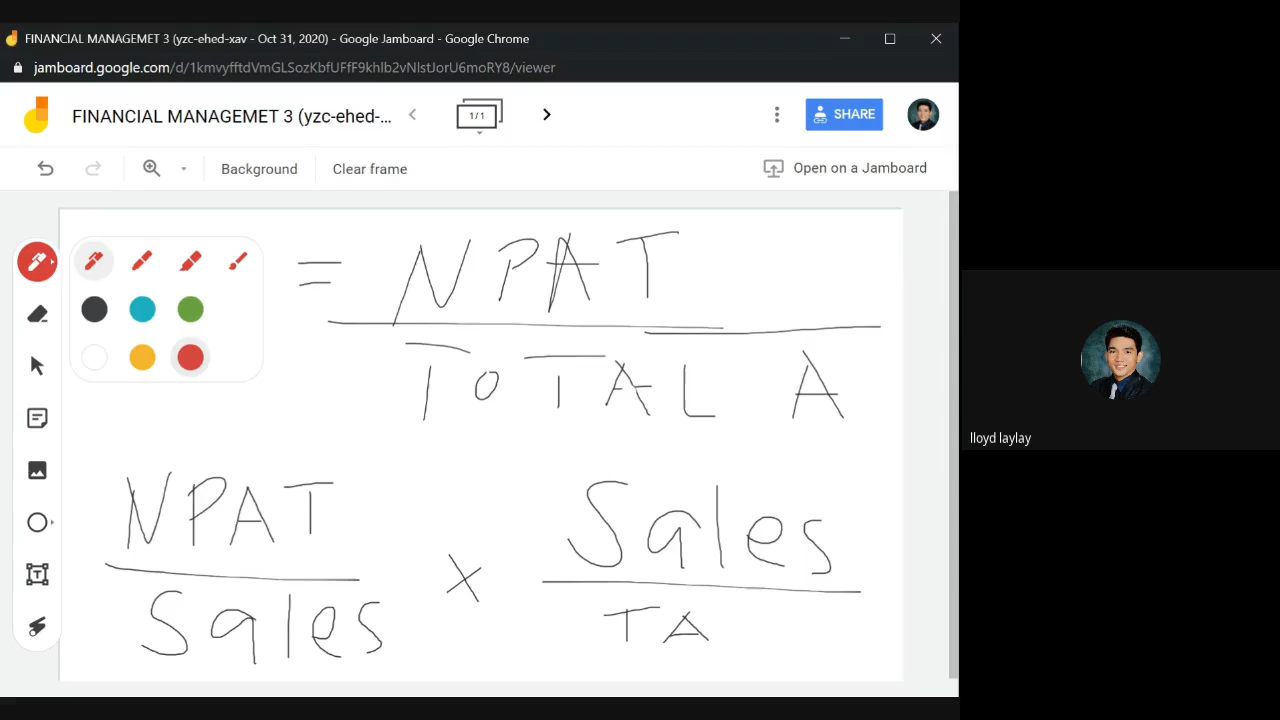 FINANCIAL MANAGEMET 3 (yzc-ehed-xav - Oct 31, 2020) - Google Jamboard - Google Chrome
jamboard.google.com/d/1kmvyfftdVmGLSozKbfUFfF9khlb2vNlstJorU6moRY8/viewer
FINANCIAL MANAGEMET 3 (yzc-ehed-...
1/1
SHARE
Background
Clear frame
Open on a Jamboard
= NPAT
TOTAL A
NPAT
Sales
x
Sales
TA
lloyd laylay